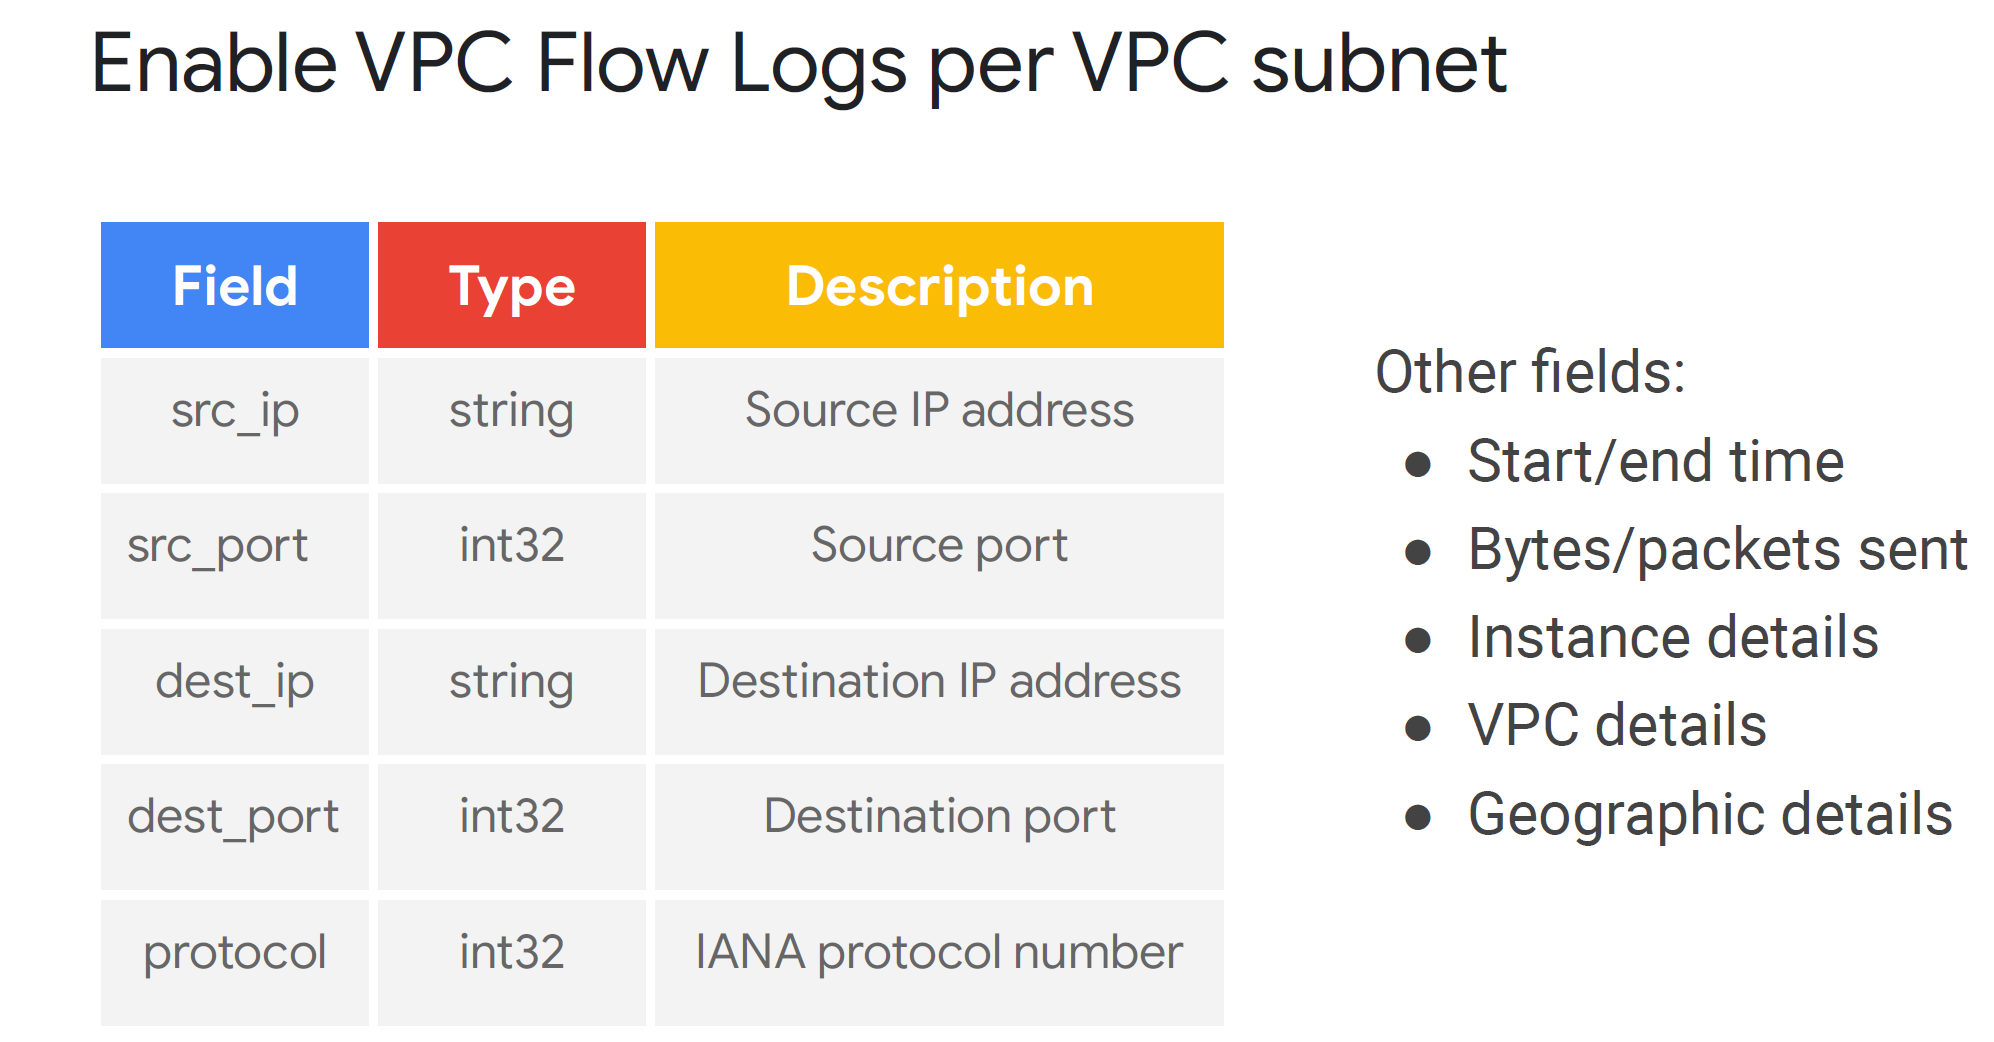 Enable VPC Flow Logs per VPC subnet
Field Type Description
src_ip string Source IP address
src_port int32 Source port
dest_ip string Destination IP address
dest_port int32 Destination port
protocol int32 IANA protocol number
Other fields:
● Start/end time
● Bytes/packets sent
● Instance details
● VPC details
● Geographic details